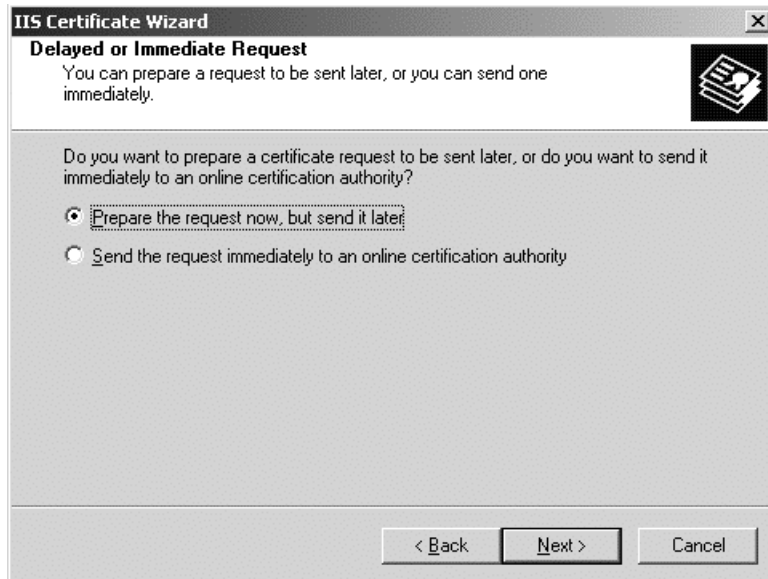 IIS Certificate Wizard
Delayed or Immediate Request
You can prepare a request to be sent later, or you can send one
immediately.
Do you want to prepare a certificate request to be sent later, or do you want to send it
immediately to an online certification authority?
Prepare the request now, but send it later
Send the request immediately to an online certification authority
< Back Next > Cancel